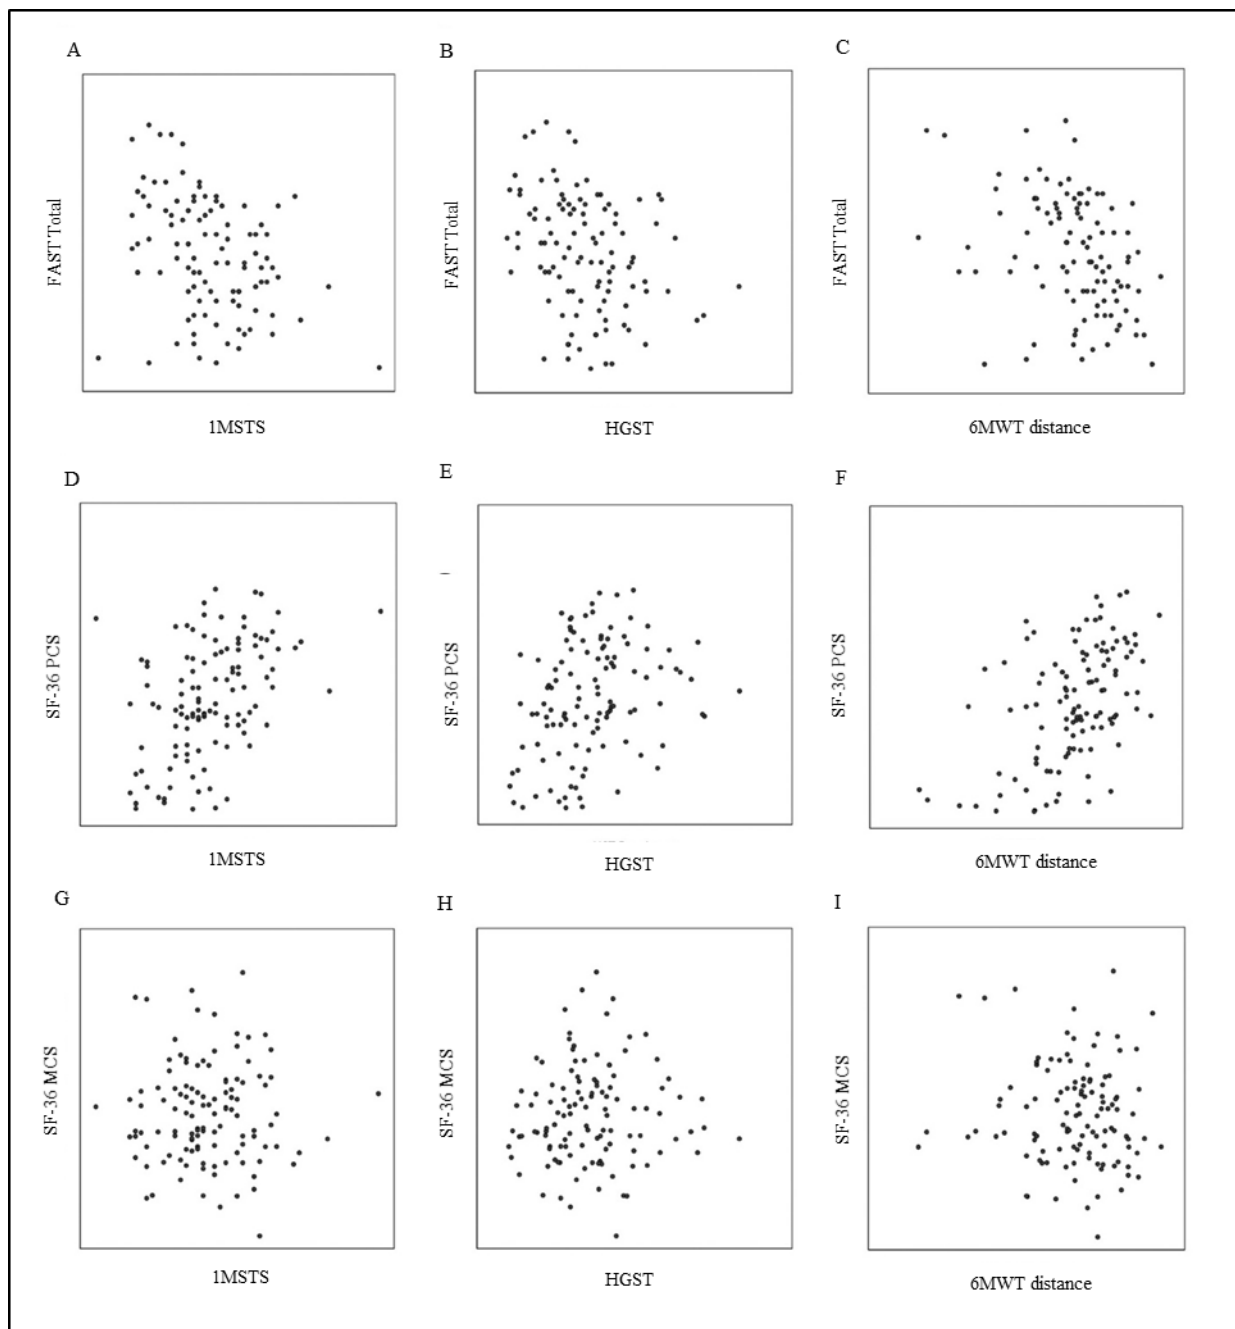 A
B
C
FAST Total
FAST Total
FAST Total
1MSTS
HGST
6MWT distance
D
E
F
SF-36 PCS
SF-36 PCS
SF-36 PCS
1MSTS
HGST
6MWT distance
G
H
I
SF-36 MCS
SF-36 MCS
SF-36 MCS
1MSTS
HGST
6MWT distance